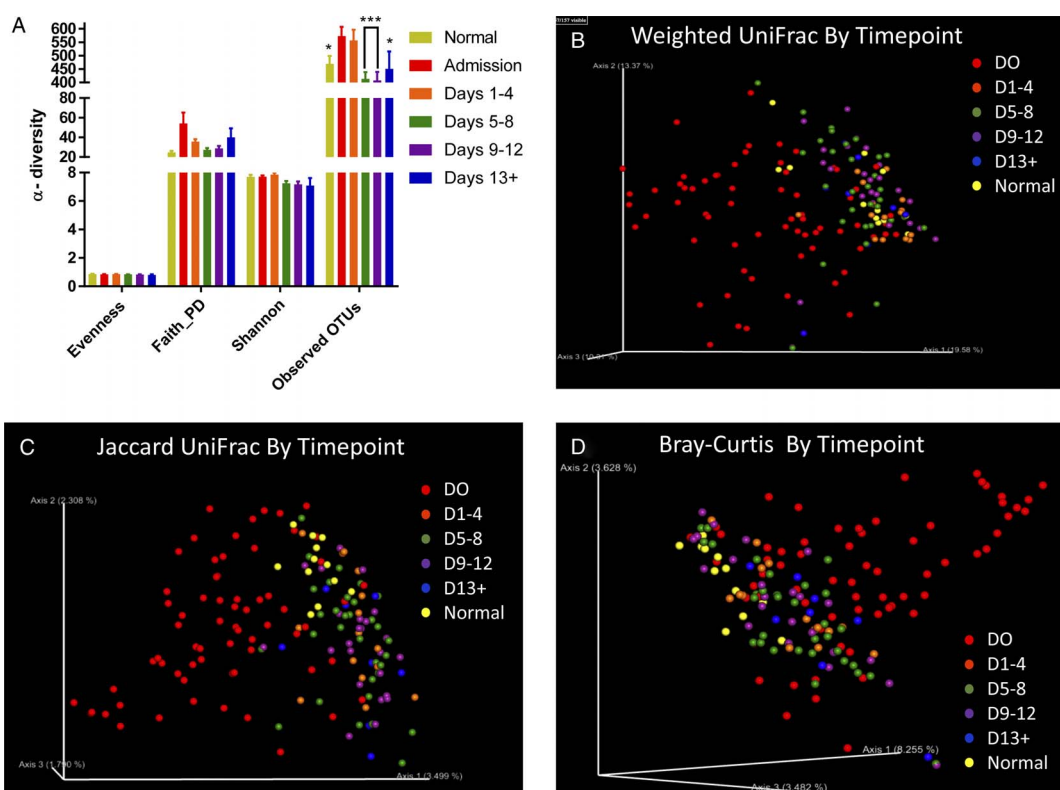 A
α- diversity
600
550
500
450
400
80
60
40
20
8
6
4
2
0
*
***
*
Evenness
Faith_PD
Shannon
Observed OTUs
Normal
Admission
Days 1-4
Days 5-8
Days 9-12
Days 13+
7/157 visible
B
Weighted UniFrac By Timepoint
Axis 2 (13.37 %)
Axis 1 (19.58 %)
DO
D1-4
D5-8
D9-12
D13+
Normal
C
Jaccard UniFrac By Timepoint
Axis 2 (2.308 %)
Axis 1 (3.499 %)
DO
D1-4
D5-8
D9-12
D13+
Normal
D
Bray-Curtis By Timepoint
Axis 2 (3.628 %)
Axis 1 (8.255 %)
Axis 3 (3.482 %)
DO
D1-4
D5-8
D9-12
D13+
Normal